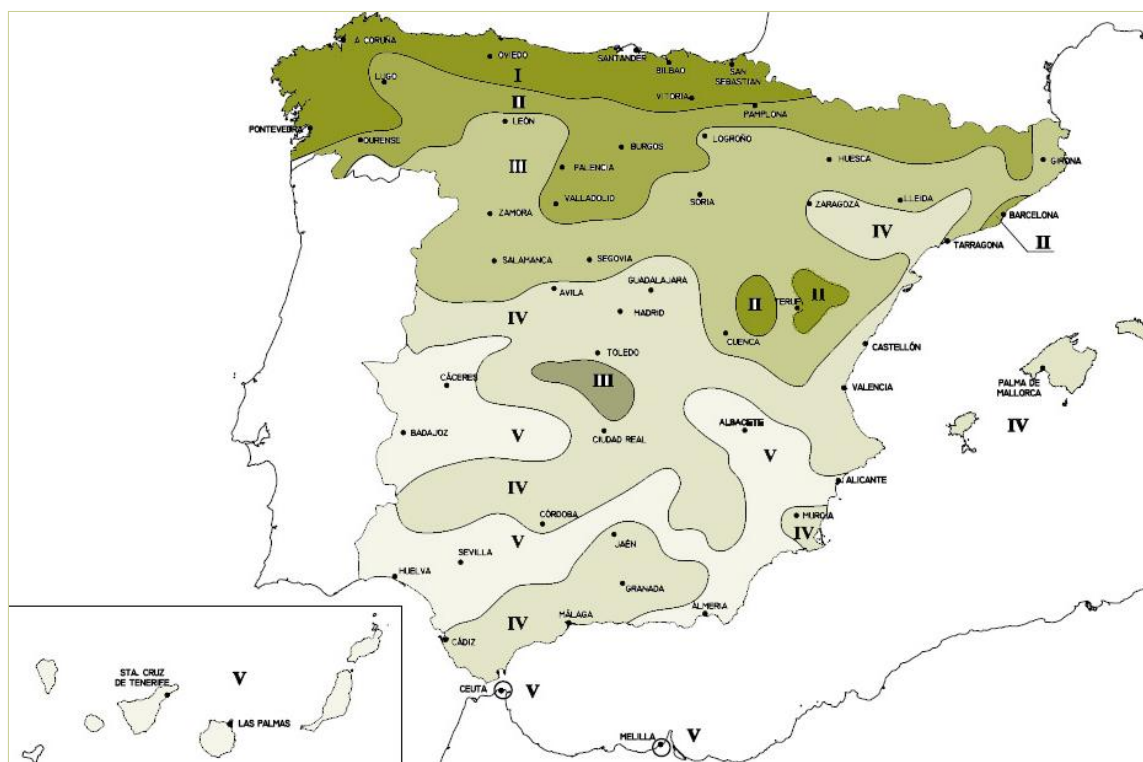 A CORUÑA
OVIEDO
SANTANDER
BILBAO
SAN
SEBASTIAN
LUGO
I
VITORIA
II
PAMPLONA
PONTEVEDRA
LEÓN
OURENSE
LOGROÑO
BURGOS
HUESCA
GIRONA
III
PALENCIA
VALLADOLID
SORIA
ZARAGOZA
LLEIDA
ZAMORA
BARCELONA
IV
TARRAGONA
II
SALAMANCA
SEGOVIA
AVILA
GUADALAJARA
IV
MADRID
II
TERUEL
II
CUENCA
CASTELLÓN
TOLEDO
CÁCERES
III
VALENCIA
PALMA DE
MALLORCA
IV
BADAJOZ
V
CIUDAD REAL
ALBACETE
V
IV
ALICANTE
CÓRDOBA
MURCIA
IV
V
JAÉN
SEVILLA
HUELVA
GRANADA
ALMERIA
MÁLAGA
IV
CÁDIZ
STA. CRUZ
DE TENERIFE
V
CEUTA
V
LAS PALMAS
MELILLA
V